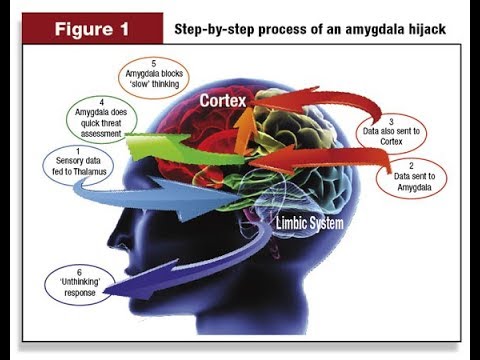 Figure 1
Step-by-step process of an amygdala hijack
5
Amygdala blocks
'slow' thinking
Cortex
4
Amygdala does
quick threat
assessment
3
Data also sent to
Cortex
1
Sensory data
fed to Thalamus
2
Data sent to
Amygdala
Limbic System
6
'Unthinking'
response